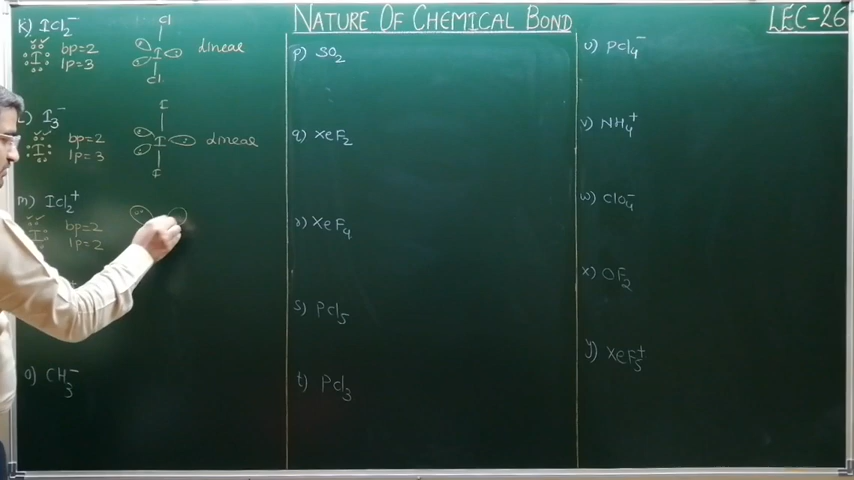 NATURE OF CHEMICAL BOND
LEC-26
K) ICl₂⁻
bp=2
lp=3
I
Cl
I
Cl
Linear
L) I₃⁻
bp=2
lp=3
I
I
I
I
Linear
m) ICl₂⁺
bp=2
lp=2
I
o) CH₃⁻
p) SO₂
q) XeF₂
r) XeF₄
s) PCl₅
t) PCl₃
u) PCl₄⁻
v) NH₄⁺
w) ClO₄⁻
x) OF₂
y) XeF₅⁺